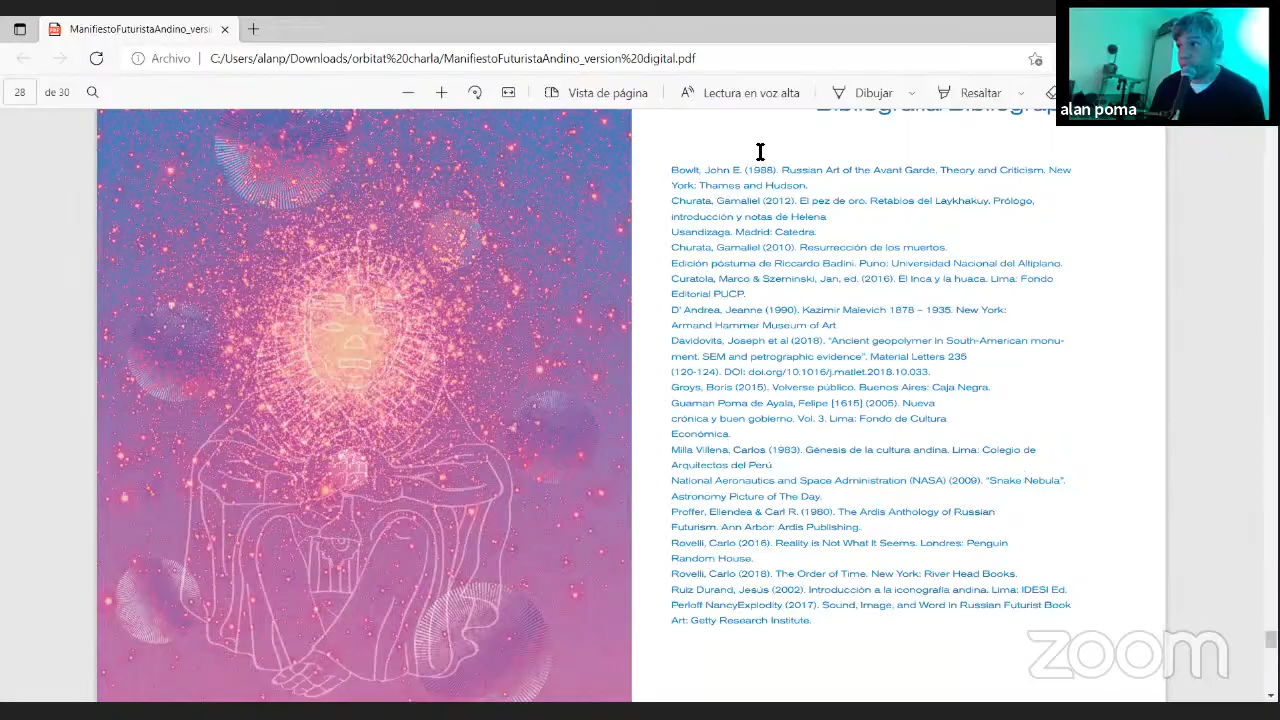 ManifiestoFuturistaAndino_versi
Archivo
C:/Users/alanp/Downloads/orbitat%20charla/ManifiestoFuturistaAndino_version%20digital.pdf
28 de 30
Vista de página
Lectura en voz alta
Dibujar
Resaltar
alan poma
Bowlt, John E. (1988). Russian Art of the Avant Garde, Theory and Criticism. New
York: Thames and Hudson.
Churata, Gamaliel (2012). El pez de oro. Retablos del Laykhakuy. Prólogo,
introducción y notas de Helena
Usandizaga. Madrid: Catedra.
Churata, Gamaliel (2010). Resurrección de los muertos.
Edición póstuma de Riccardo Badini. Puno: Universidad Nacional del Altiplano.
Curatola, Marco & Szeminski, Jan, ed. (2016). El Inca y la huaca. Lima: Fondo
Editorial PUCP.
D' Andrea, Jeanne (1990). Kazimir Malevich 1878 – 1935. New York:
Armand Hammer Museum of Art
Davidovits, Joseph et al (2018). "Ancient geopolymer in South-American monu-
ment. SEM and petrographic evidence". Material Letters 235
(120-124). DOI: doi.org/10.1016/j.matlet.2018.10.033.
Groys, Boris (2015). Volverse público. Buenos Aires: Caja Negra.
Guaman Poma de Ayala, Felipe [1615] (2005). Nueva
crónica y buen gobierno. Vol. 3. Lima: Fondo de Cultura
Económica.
Milla Villena, Carlos (1983). Génesis de la cultura andina. Lima: Colegio de
Arquitectos del Perú.
National Aeronautics and Space Administration (NASA) (2009). "Snake Nebula".
Astronomy Picture of The Day.
Proffer, Ellendea & Carl R. (1980). The Ardis Anthology of Russian
Futurism. Ann Arbor: Ardis Publishing.
Rovelli, Carlo (2016). Reality is Not What It Seems. Londres: Penguin
Random House.
Rovelli, Carlo (2018). The Order of Time. New York: River Head Books.
Ruiz Durand, Jesús (2002). Introducción a la iconografía andina. Lima: IDESI Ed.
Perloff NancyExplodity (2017). Sound, Image, and Word in Russian Futurist Book
Art: Getty Research Institute.
zoom